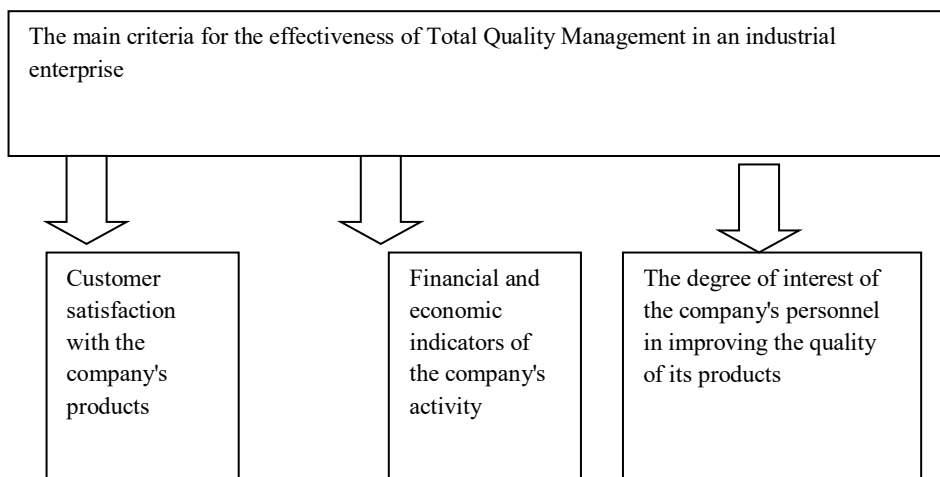 The main criteria for the effectiveness of Total Quality Management in an industrial
enterprise
Customer
satisfaction
with the
company's
products
Financial and
economic
indicators of
the company's
activity
The degree of interest of
the company's personnel
in improving the quality
of its products